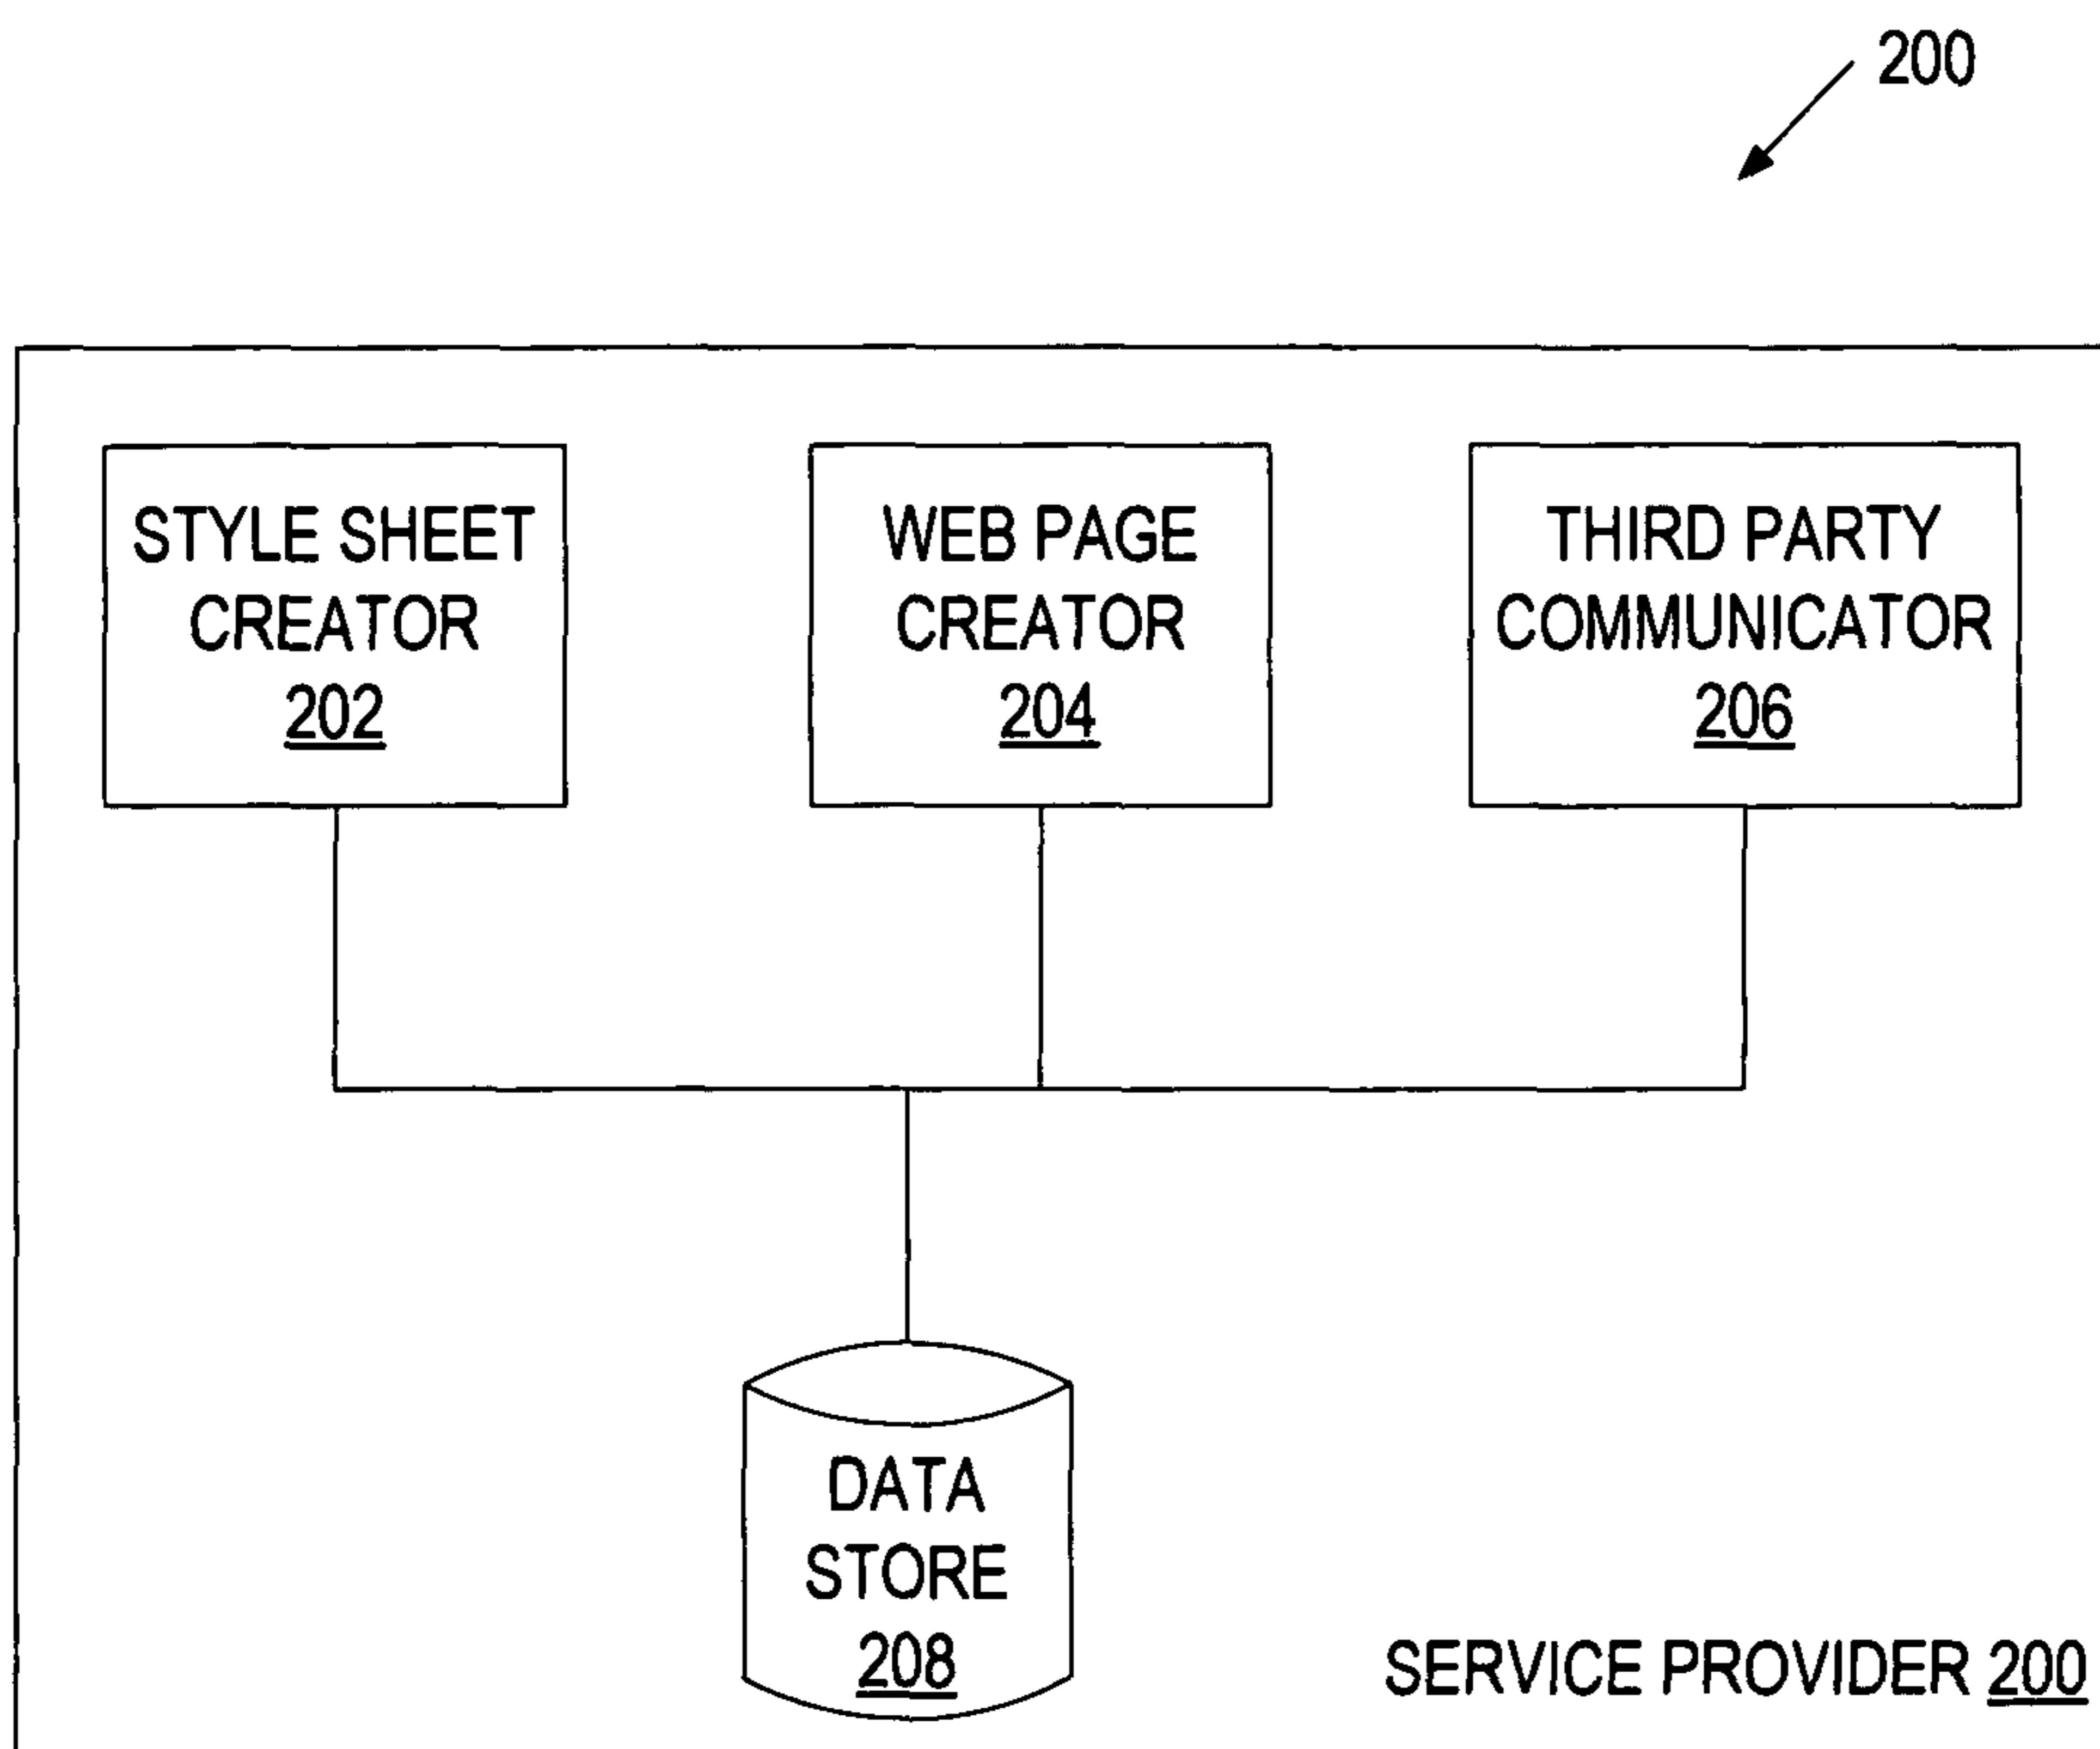 200
STYLE SHEET
CREATOR
202
WEB PAGE
CREATOR
204
THIRD PARTY
COMMUNICATOR
206
DATA
STORE
208
SERVICE PROVIDER 200